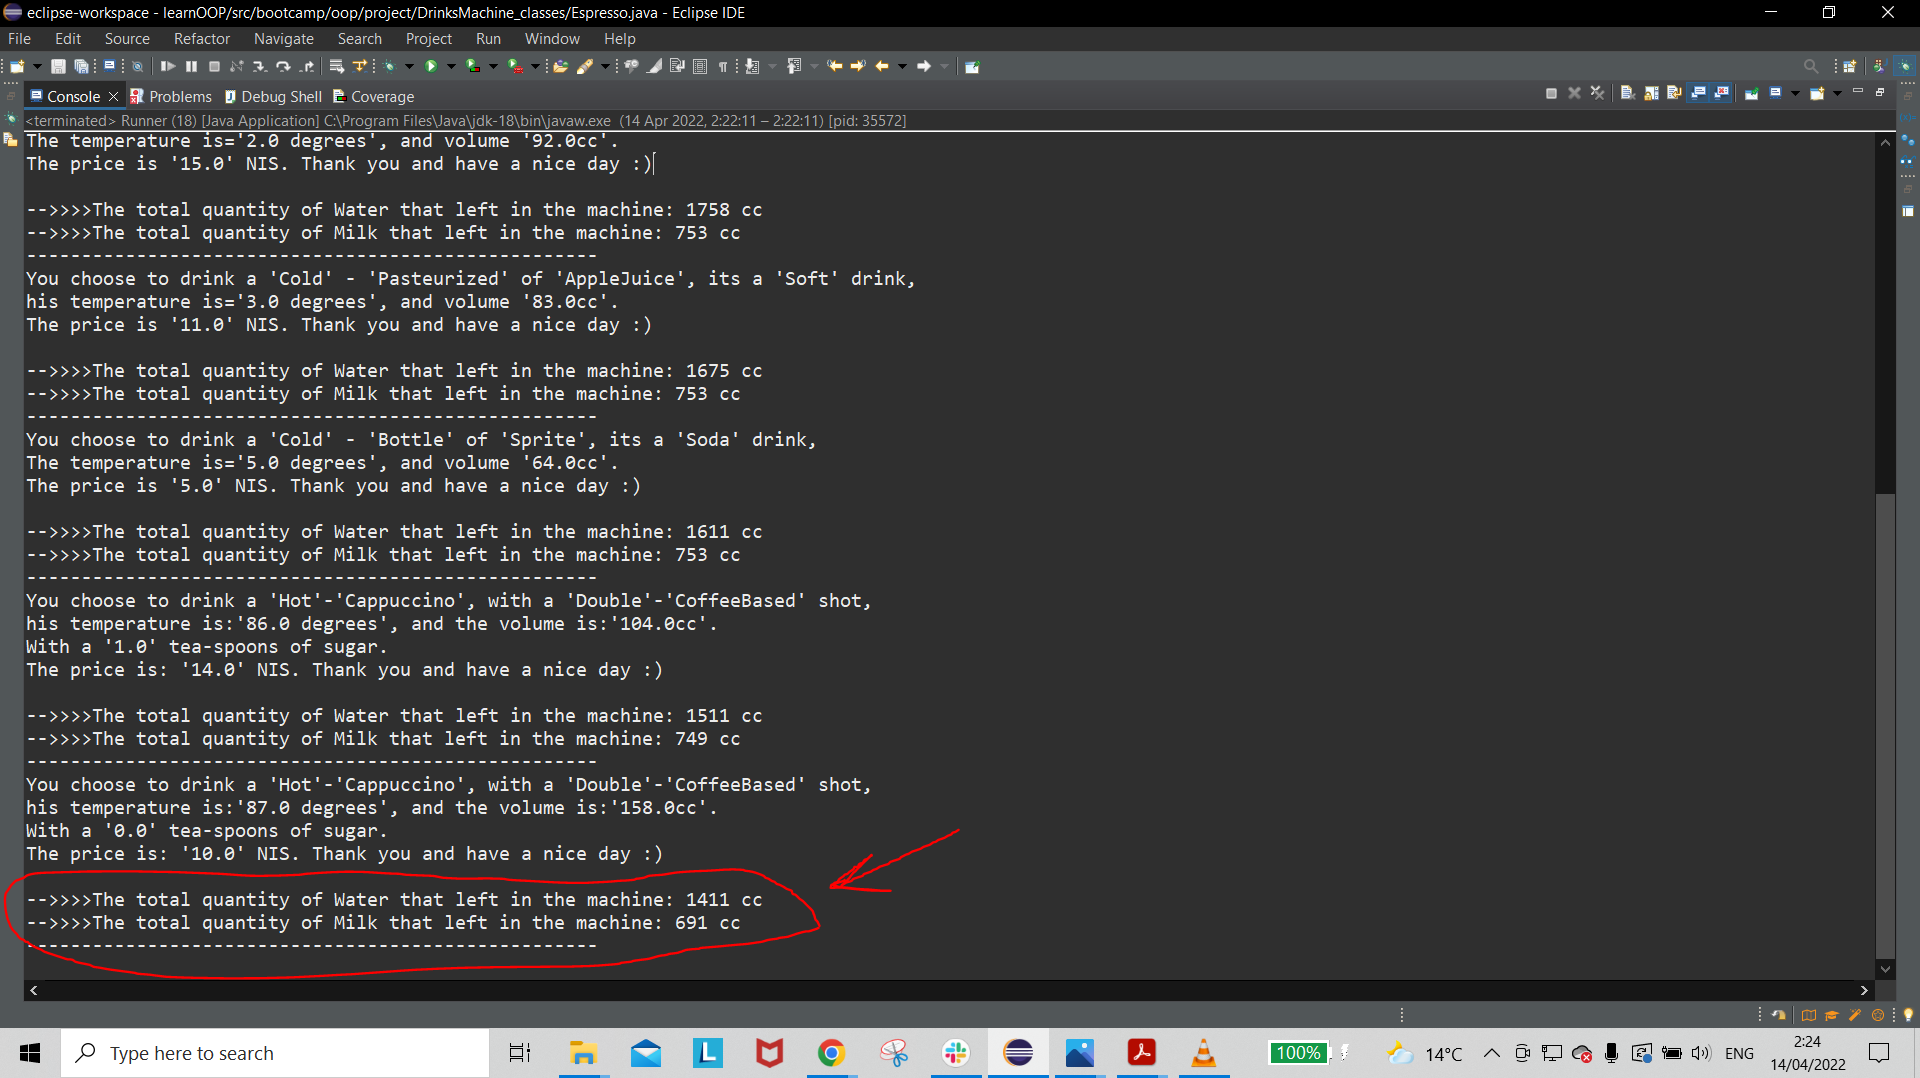 eclipse-workspace - learnOOP/src/bootcamp/oop/project/DrinksMachine_classes/Espresso.java - Eclipse IDE
File Edit Source Refactor Navigate Search Project Run Window Help
Console Problems Debug Shell Coverage
<terminated> Runner (18) [Java Application] C:\Program Files\Java\jdk-18\bin\javaw.exe (14 Apr 2022, 2:22:11 – 2:22:11) [pid: 35572]
The temperature is='2.0 degrees', and volume '92.0cc'.
The price is '15.0' NIS. Thank you and have a nice day :)
-->>>>The total quantity of Water that left in the machine: 1758 cc
-->>>>The total quantity of Milk that left in the machine: 753 cc
----------------------------------------------------
You choose to drink a 'Cold' - 'Pasteurized' of 'AppleJuice', its a 'Soft' drink,
his temperature is='3.0 degrees', and volume '83.0cc'.
The price is '11.0' NIS. Thank you and have a nice day :)
-->>>>The total quantity of Water that left in the machine: 1675 cc
-->>>>The total quantity of Milk that left in the machine: 753 cc
----------------------------------------------------
You choose to drink a 'Cold' - 'Bottle' of 'Sprite', its a 'Soda' drink,
The temperature is='5.0 degrees', and volume '64.0cc'.
The price is '5.0' NIS. Thank you and have a nice day :)
-->>>>The total quantity of Water that left in the machine: 1611 cc
-->>>>The total quantity of Milk that left in the machine: 753 cc
----------------------------------------------------
You choose to drink a 'Hot'-'Cappuccino', with a 'Double'-'CoffeeBased' shot,
his temperature is:'86.0 degrees', and the volume is:'104.0cc'.
With a '1.0' tea-spoons of sugar.
The price is: '14.0' NIS. Thank you and have a nice day :)
-->>>>The total quantity of Water that left in the machine: 1511 cc
-->>>>The total quantity of Milk that left in the machine: 749 cc
----------------------------------------------------
You choose to drink a 'Hot'-'Cappuccino', with a 'Double'-'CoffeeBased' shot,
his temperature is:'87.0 degrees', and the volume is:'158.0cc'.
With a '0.0' tea-spoons of sugar.
The price is: '10.0' NIS. Thank you and have a nice day :)
-->>>>The total quantity of Water that left in the machine: 1411 cc
-->>>>The total quantity of Milk that left in the machine: 691 cc
----------------------------------------------------
Type here to search
100%
14°C
ENG
2:24
14/04/2022